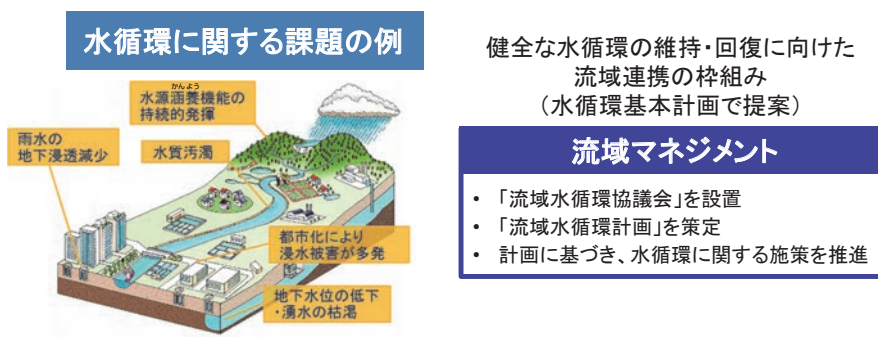 水循環に関する課題の例
かんよう
水源涵養機能の
持続的発揮
雨水の
地下浸透減少
水質汚濁
都市化により
浸水被害が多発
地下水位の低下
・湧水の枯渇
健全な水循環の維持・回復に向けた
流域連携の枠組み
(水循環基本計画で提案)
流域マネジメント
• 「流域水循環協議会」を設置
• 「流域水循環計画」を策定
• 計画に基づき、水循環に関する施策を推進